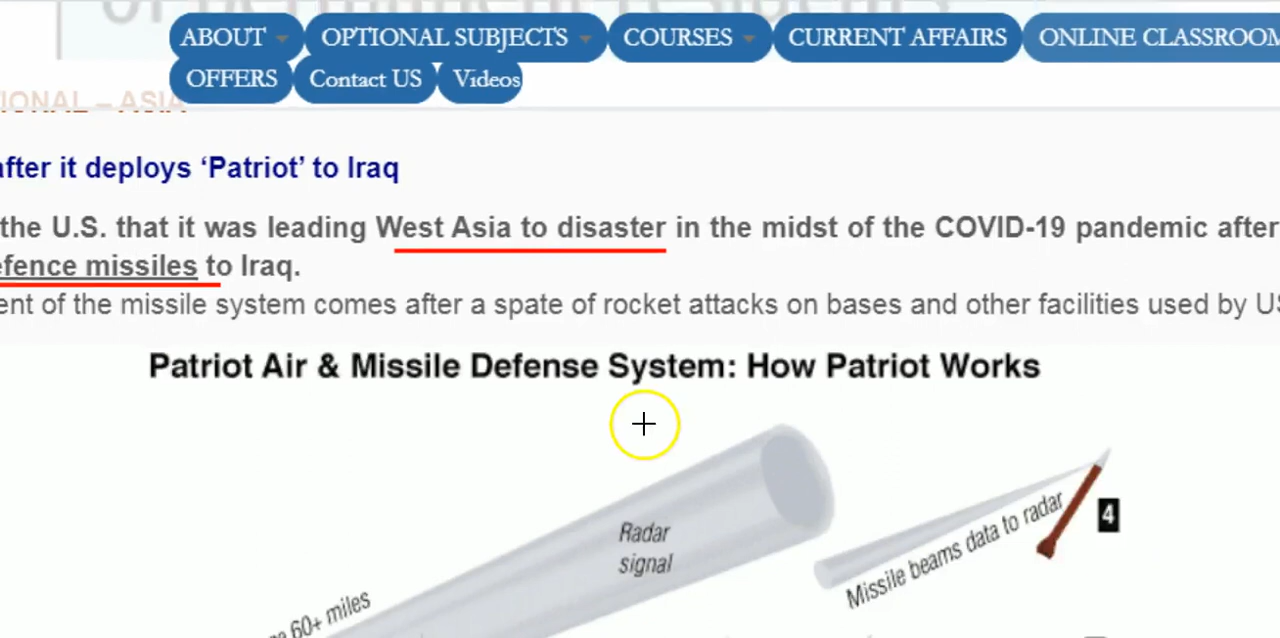 ABOUT OPTIONAL SUBJECTS COURSES CURRENT AFFAIRS ONLINE CLASSROOM
OFFERS Contact US Videos
IONAL – ASIA
after it deploys ‘Patriot’ to Iraq
the U.S. that it was leading West Asia to disaster in the midst of the COVID-19 pandemic after
efence missiles to Iraq.
ent of the missile system comes after a spate of rocket attacks on bases and other facilities used by US
Patriot Air & Missile Defense System: How Patriot Works
4
Radar
signal
Missile beams data to radar
60+ miles